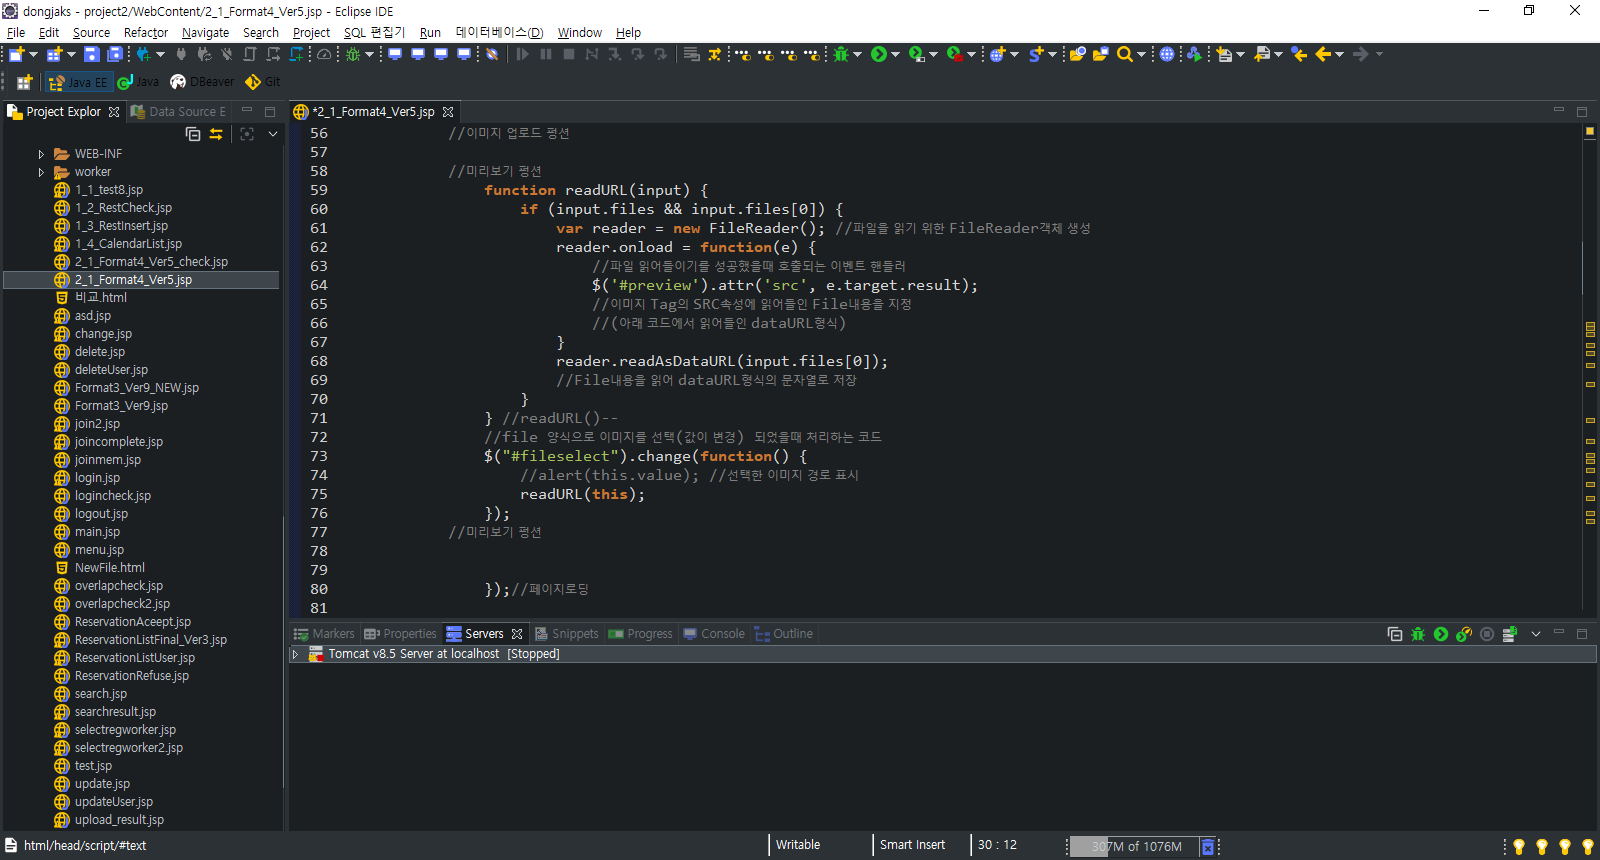 dongjaks - project2/WebContent/2_1_Format4_Ver5.jsp - Eclipse IDE
File Edit Source Refactor Navigate Search Project SQL 편집기 Run 데이터베이스(D) Window Help
Java EE Java DBeaver Git
Project Explor Data Source E
WEB-INF
worker
1_1_test8.jsp
1_2_RestCheck.jsp
1_3_RestInsert.jsp
1_4_CalendarList.jsp
2_1_Format4_Ver5_check.jsp
2_1_Format4_Ver5.jsp
비교.html
asd.jsp
change.jsp
delete.jsp
deleteUser.jsp
Format3_Ver9_NEW.jsp
Format3_Ver9.jsp
join2.jsp
joincomplete.jsp
joinmem.jsp
login.jsp
logincheck.jsp
logout.jsp
main.jsp
menu.jsp
NewFile.html
overlapcheck.jsp
overlapcheck2.jsp
ReservationAceept.jsp
ReservationListFinal_Ver3.jsp
ReservationListUser.jsp
ReservationRefuse.jsp
search.jsp
searchresult.jsp
selectregworker.jsp
selectregworker2.jsp
test.jsp
update.jsp
updateUser.jsp
upload_result.jsp
*2_1_Format4_Ver5.jsp
56 //이미지 업로드 펑션
57
58 //미리보기 펑션
59 function readURL(input) {
60 if (input.files && input.files[0]) {
61 var reader = new FileReader(); //파일을 읽기 위한 FileReader객체 생성
62 reader.onload = function(e) {
63 //파일 읽어들이기를 성공했을때 호출되는 이벤트 핸들러
64 $('#preview').attr('src', e.target.result);
65 //이미지 Tag의 SRC속성에 읽어들인 File내용을 지정
66 //(아래 코드에서 읽어들인 dataURL형식)
67 }
68 reader.readAsDataURL(input.files[0]);
69 //File내용을 읽어 dataURL형식의 문자열로 저장
70 }
71 } //readURL()--
72 //file 양식으로 이미지를 선택(값이 변경) 되었을때 처리하는 코드
73 $("#fileselect").change(function() {
74 //alert(this.value); //선택한 이미지 경로 표시
75 readURL(this);
76 });
77 //미리보기 펑션
78
79
80 });//페이지로딩
81
Markers Properties Servers Snippets Progress Console Outline
Tomcat v8.5 Server at localhost [Stopped]
html/head/script/#text Writable Smart Insert 30 : 12 307M of 1076M